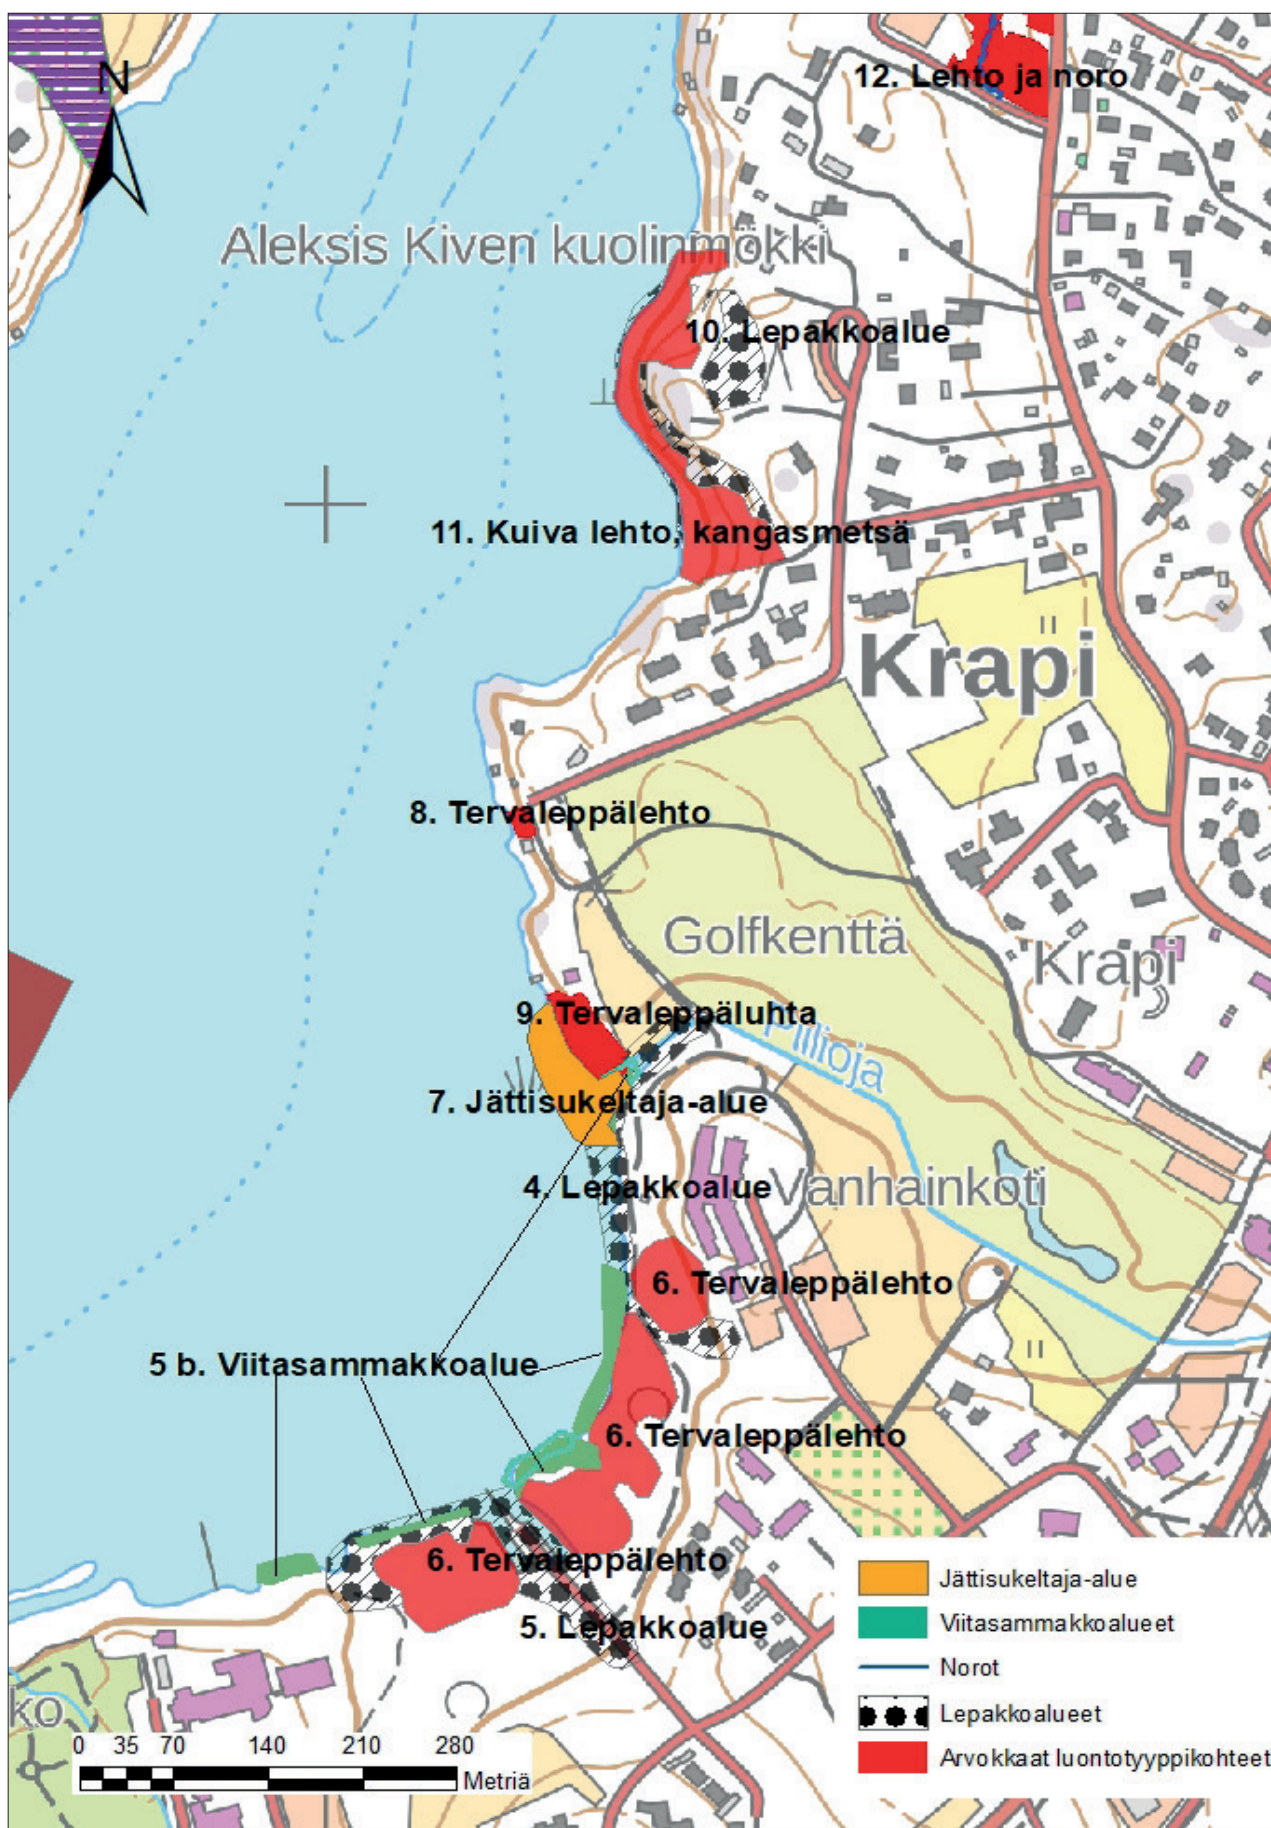 N
12. Lehto ja noro
Aleksis Kiven kuolinmökki
10. Lepakkoalue
11. Kuiva lehto, kangasmetsä
Krapi
8. Tervaleppälehto
Golfkenttä
Krapi
9. Tervaleppäluhta
Pillioja
7. Jättisukeltaja-alue
4. Lepakkoalue
Vanhainkoti
6. Tervaleppälehto
5 b. Viitasammakkoalue
6. Tervaleppälehto
6. Tervaleppälehto
5. Lepakkoalue
ko
Jättisukeltaja-alue
Viitasammakkoalueet
Norot
Lepakkoalueet
Arvokkaat luontotyyppikohteet
0 35 70 140 210 280
Metriä